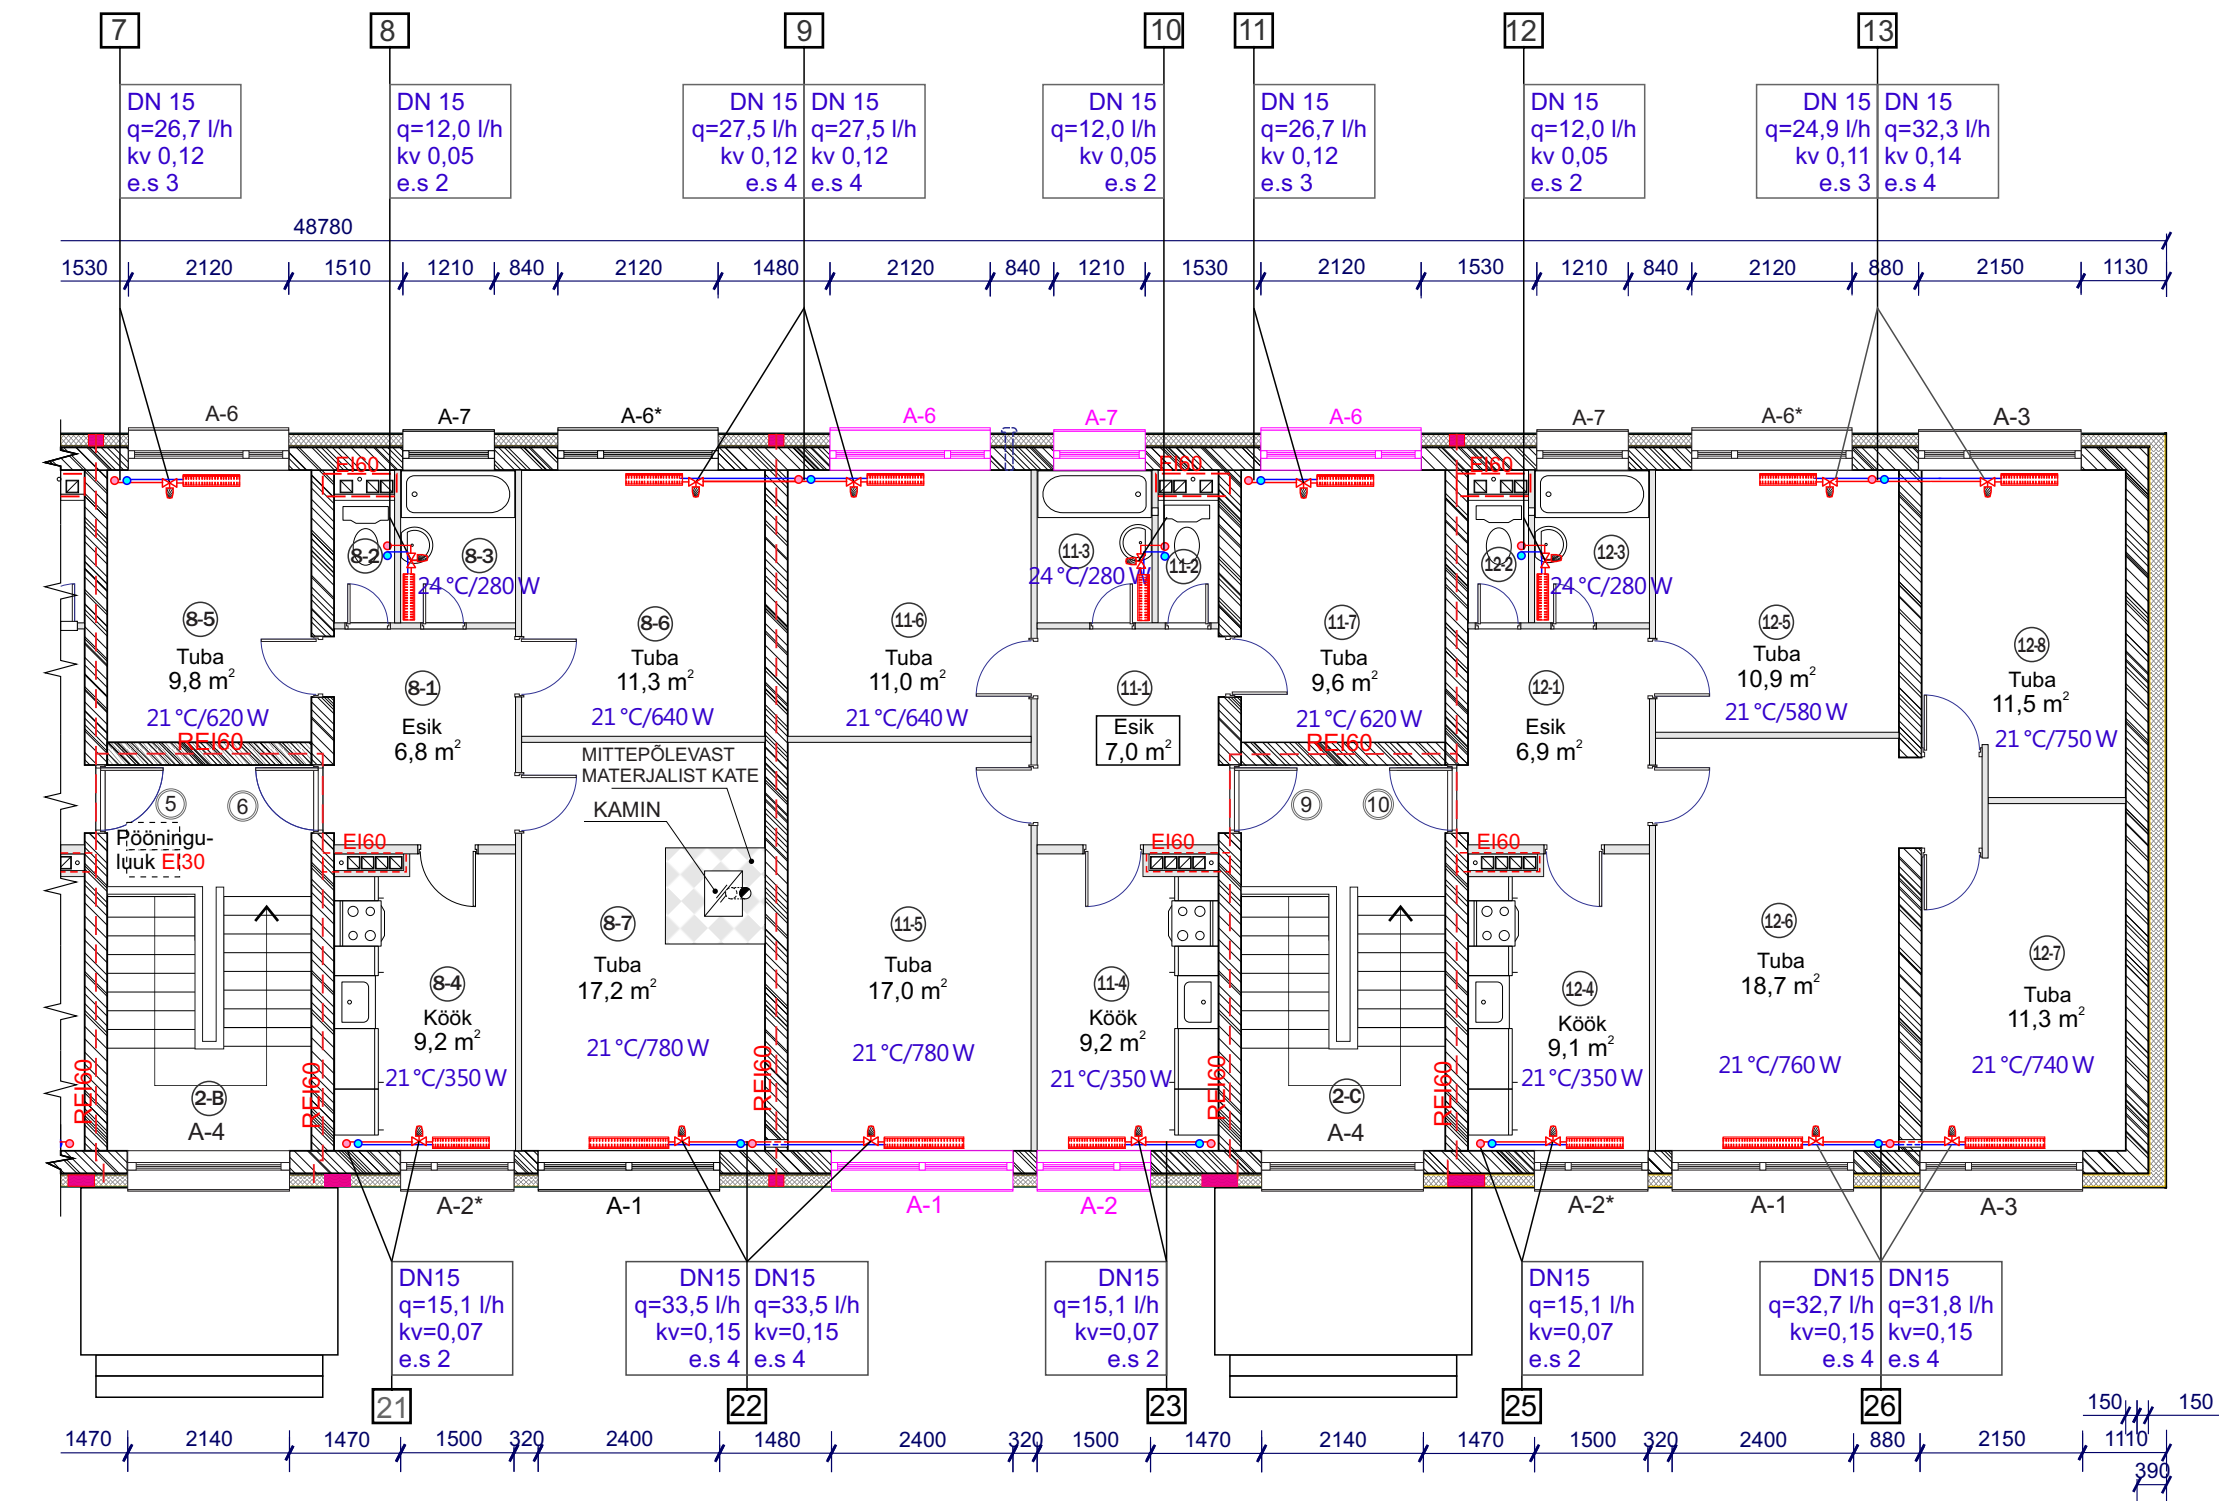 7 8 9 10 11 12 13
DN 15 DN 15 DN 15 DN 15 DN 15 DN 15 DN 15 DN 15 DN 15
q=26,7 l/h q=12,0 l/h q=27,5 l/h q=27,5 l/h q=12,0 l/h q=26,7 l/h q=12,0 l/h q=24,9 l/h q=32,3 l/h
kv 0,12 kv 0,05 kv 0,12 kv 0,12 kv 0,05 kv 0,12 kv 0,05 kv 0,11 kv 0,14
e.s 3 e.s 2 e.s 4 e.s 4 e.s 2 e.s 3 e.s 2 e.s 3 e.s 4
48780
1530 2120 1510 1210 840 2120 1480 2120 840 1210 1530 2120 1530 1210 840 2120 880 2150 1130
A-6 A-7 A-6* A-6 A-7 A-6 A-7 A-6* A-3
EI60 EI60 EI60
8-2 8-3 11-3 11-2 12-2 12-3
24 °C/280 W 24 °C/280 W 24 °C/280 W
8-5 8-6 11-6 11-7 12-5 12-8
Tuba Tuba Tuba Tuba Tuba Tuba
9,8 m² 11,3 m² 11,0 m² 9,6 m² 10,9 m² 11,5 m²
21 °C/620 W 21 °C/640 W 21 °C/640 W 21 °C/ 620 W 21 °C/580 W 21 °C/750 W
8-1 11-1 12-1
Esik Esik Esik
6,8 m² 7,0 m² 6,9 m²
REI60 REI60
MITTEPÕLEVAST
MATERJALIST KATE
KAMIN
5 6 9 10
Pööningu-
luuk EI30
EI60 EI60 EI60
8-7 11-5 12-6 12-7
Tuba Tuba Tuba Tuba
17,2 m² 17,0 m² 18,7 m² 11,3 m²
21 °C/780 W 21 °C/780 W 21 °C/760 W 21 °C/740 W
8-4 11-4 12-4
Köök Köök Köök
9,2 m² 9,2 m² 9,1 m²
21 °C/350 W 21 °C/350 W 21 °C/350 W
REI60 REI60 REI60 REI60 REI60
2-B 2-C
A-4 A-4
A-2* A-1 A-1 A-2 A-2* A-1 A-3
DN15 DN15 DN15 DN15 DN15 DN15 DN15
q=15,1 l/h q=33,5 l/h q=33,5 l/h q=15,1 l/h q=15,1 l/h q=32,7 l/h q=31,8 l/h
kv=0,07 kv=0,15 kv=0,15 kv=0,07 kv=0,07 kv=0,15 kv=0,15
e.s 2 e.s 4 e.s 4 e.s 2 e.s 2 e.s 4 e.s 4
21 22 23 25 26
150 150
1470 2140 1470 1500 320 2400 1480 2400 320 1500 1470 2140 1470 1500 320 2400 880 2150 1110
390